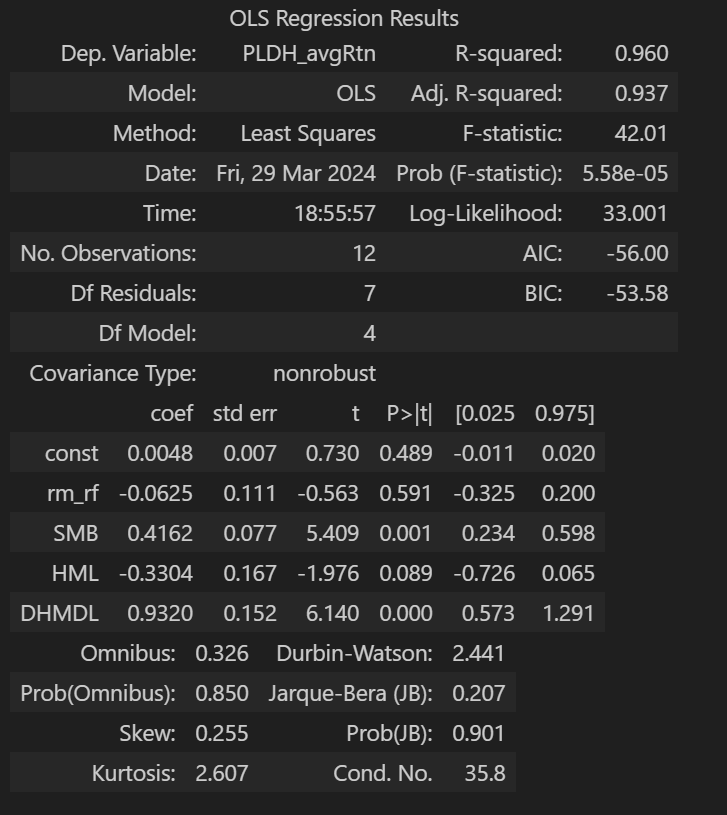 OLS Regression Results
Dep. Variable: PLDH_avgRtn R-squared: 0.960
Model: OLS Adj. R-squared: 0.937
Method: Least Squares F-statistic: 42.01
Date: Fri, 29 Mar 2024 Prob (F-statistic): 5.58e-05
Time: 18:55:57 Log-Likelihood: 33.001
No. Observations: 12 AIC: -56.00
Df Residuals: 7 BIC: -53.58
Df Model: 4
Covariance Type: nonrobust
coef std err t P>|t| [0.025 0.975]
const 0.0048 0.007 0.730 0.489 -0.011 0.020
rm_rf -0.0625 0.111 -0.563 0.591 -0.325 0.200
SMB 0.4162 0.077 5.409 0.001 0.234 0.598
HML -0.3304 0.167 -1.976 0.089 -0.726 0.065
DHMDL 0.9320 0.152 6.140 0.000 0.573 1.291
Omnibus: 0.326 Durbin-Watson: 2.441
Prob(Omnibus): 0.850 Jarque-Bera (JB): 0.207
Skew: 0.255 Prob(JB): 0.901
Kurtosis: 2.607 Cond. No. 35.8